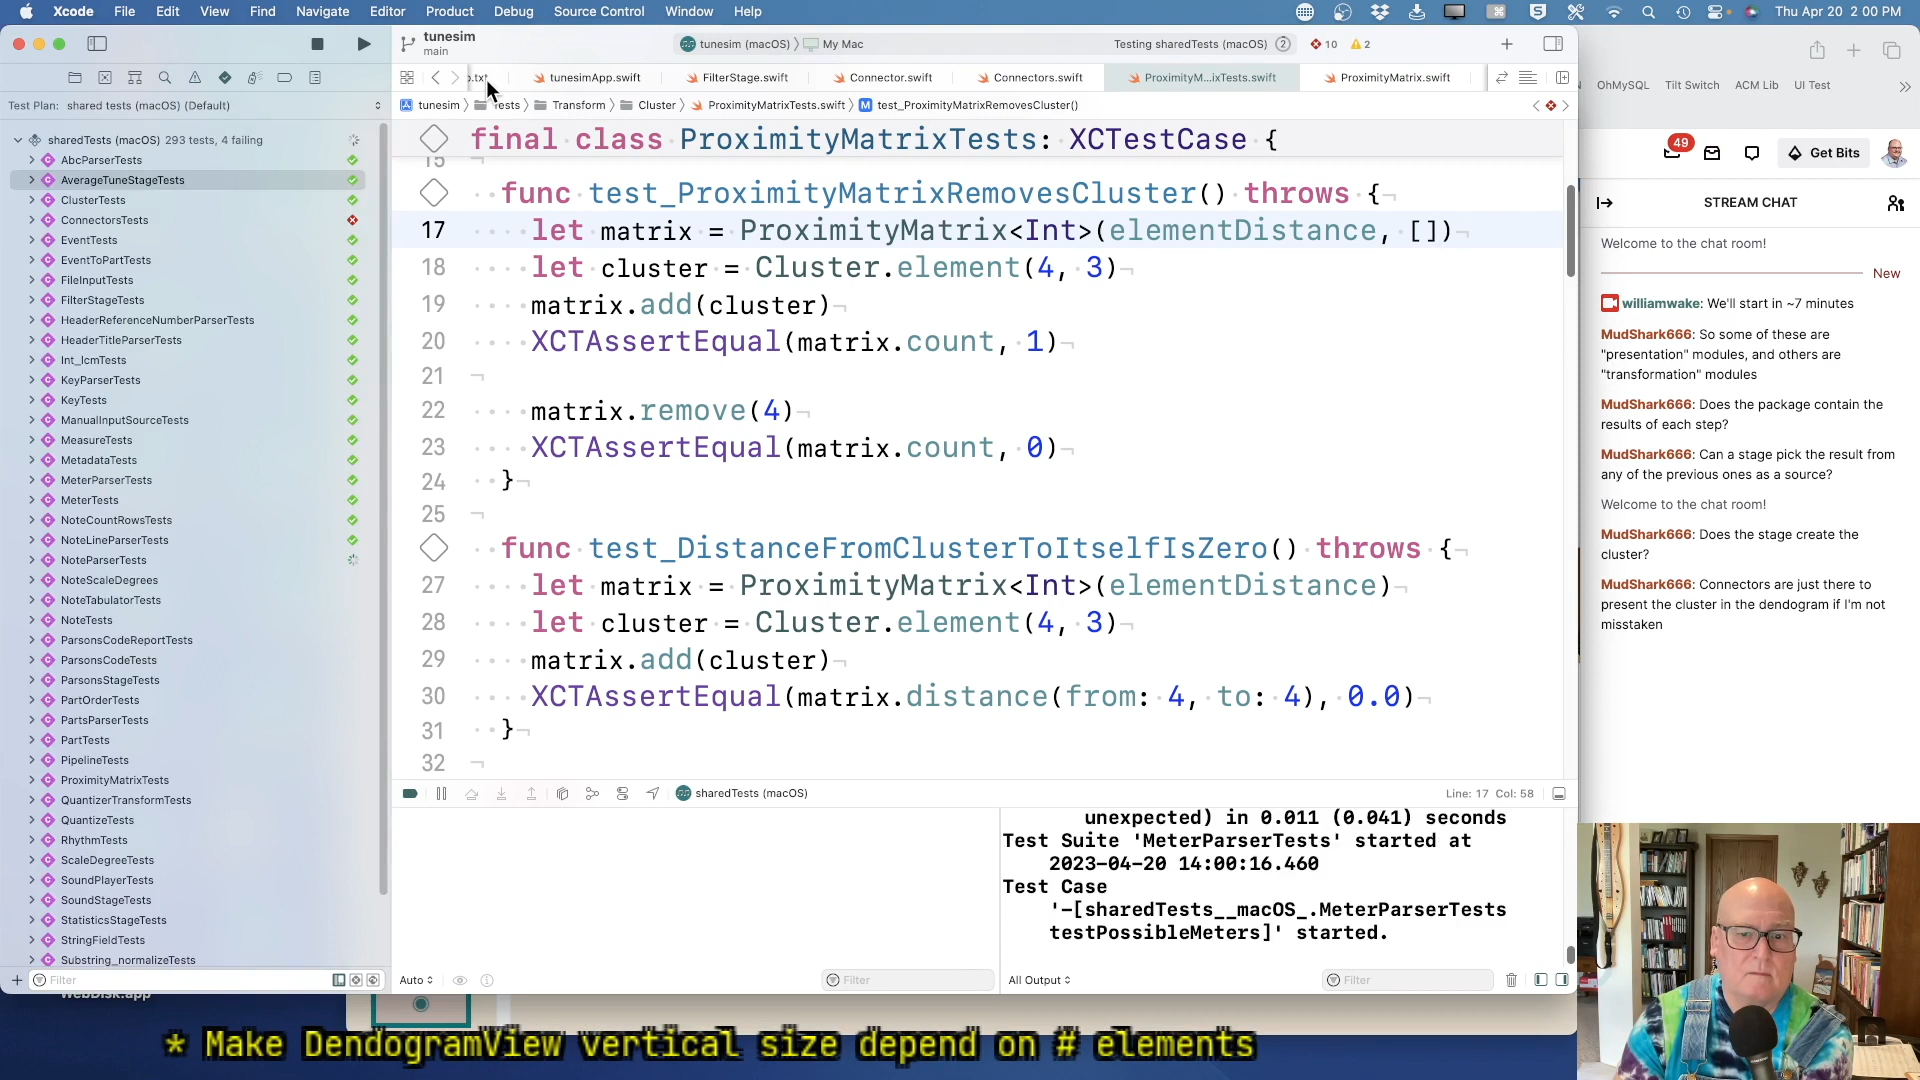 Xcode File Edit View Find Navigate Editor Product Debug Source Control Window Help
Thu Apr 20 2:00 PM
tunesim
main
tunesim (macOS) 〉 My Mac
Testing sharedTests (macOS) 2
10
2
.txt
tunesimApp.swift
FilterStage.swift
Connector.swift
Connectors.swift
ProximityM...ixTests.swift
ProximityMatrix.swift
Test Plan: shared tests (macOS) (Default)
tunesim 〉 Tests 〉 Transform 〉 Cluster 〉 ProximityMatrixTests.swift 〉 M test_ProximityMatrixRemovesCluster()
sharedTests (macOS) 293 tests, 4 failing
AbcParserTests
AverageTuneStageTests
ClusterTests
ConnectorsTests
EventTests
EventToPartTests
FileInputTests
FilterStageTests
HeaderReferenceNumberParserTests
HeaderTitleParserTests
Int_lcmTests
KeyParserTests
KeyTests
ManualInputSourceTests
MeasureTests
MetadataTests
MeterParserTests
MeterTests
NoteCountRowsTests
NoteLineParserTests
NoteParserTests
NoteScaleDegrees
NoteTabulatorTests
NoteTests
ParsonsCodeReportTests
ParsonsCodeTests
ParsonsStageTests
PartOrderTests
PartsParserTests
PartTests
PipelineTests
ProximityMatrixTests
QuantizerTransformTests
QuantizeTests
RhythmTests
ScaleDegreeTests
SoundPlayerTests
SoundStageTests
StatisticsStageTests
StringFieldTests
Substring_normalizeTests
Filter
final class ProximityMatrixTests: XCTestCase {
15
func test_ProximityMatrixRemovesCluster() throws {
17 let matrix = ProximityMatrix<Int>(elementDistance, [])
18 let cluster = Cluster.element(4, 3)
19 matrix.add(cluster)
20 XCTAssertEqual(matrix.count, 1)
21
22 matrix.remove(4)
23 XCTAssertEqual(matrix.count, 0)
24 }
25
func test_DistanceFromClusterToItselfIsZero() throws {
27 let matrix = ProximityMatrix<Int>(elementDistance)
28 let cluster = Cluster.element(4, 3)
29 matrix.add(cluster)
30 XCTAssertEqual(matrix.distance(from: 4, to: 4), 0.0)
31 }
32
sharedTests (macOS)
Line: 17 Col: 58
unexpected) in 0.011 (0.041) seconds
Test Suite 'MeterParserTests' started at
2023-04-20 14:00:16.460
Test Case
'-[sharedTests__macOS_.MeterParserTests
testPossibleMeters]' started.
Auto
Filter
All Output
Filter
OhMySQL Tilt Switch ACM Lib UI Test
49
Get Bits
STREAM CHAT
Welcome to the chat room!
New
williamwake: We'll start in ~7 minutes
MudShark666: So some of these are
"presentation" modules, and others are
"transformation" modules
MudShark666: Does the package contain the
results of each step?
MudShark666: Can a stage pick the result from
any of the previous ones as a source?
Welcome to the chat room!
MudShark666: Does the stage create the
cluster?
MudShark666: Connectors are just there to
present the cluster in the dendogram if I'm not
misstaken
WebDisk.app
* Make DendogramView vertical size depend on # elements